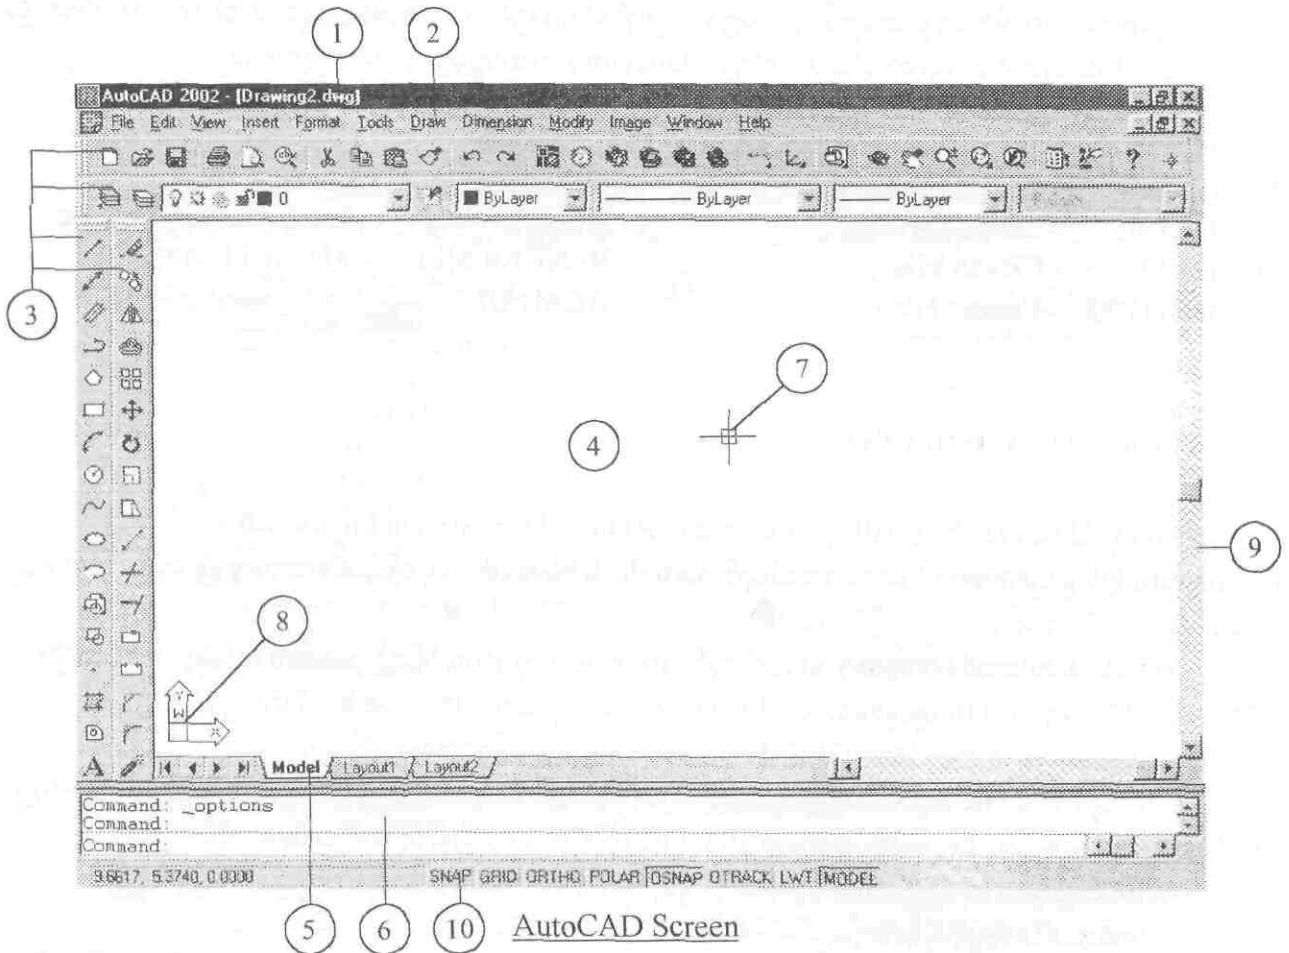 1 2
AutoCAD 2002 - [Drawing2.dwg]
File Edit View Insert Format Tools Draw Dimension Modify Image Window Help
0 ByLayer ByLayer ByLayer
3
7
4
9
8
Y
W
X
A Model Layout1 Layout2
Command: _options
Command:
Command:
9.6617, 5.3740, 0.0000 SNAP GRID ORTHO POLAR OSNAP OTRACK LWT MODEL
5 6 10 AutoCAD Screen